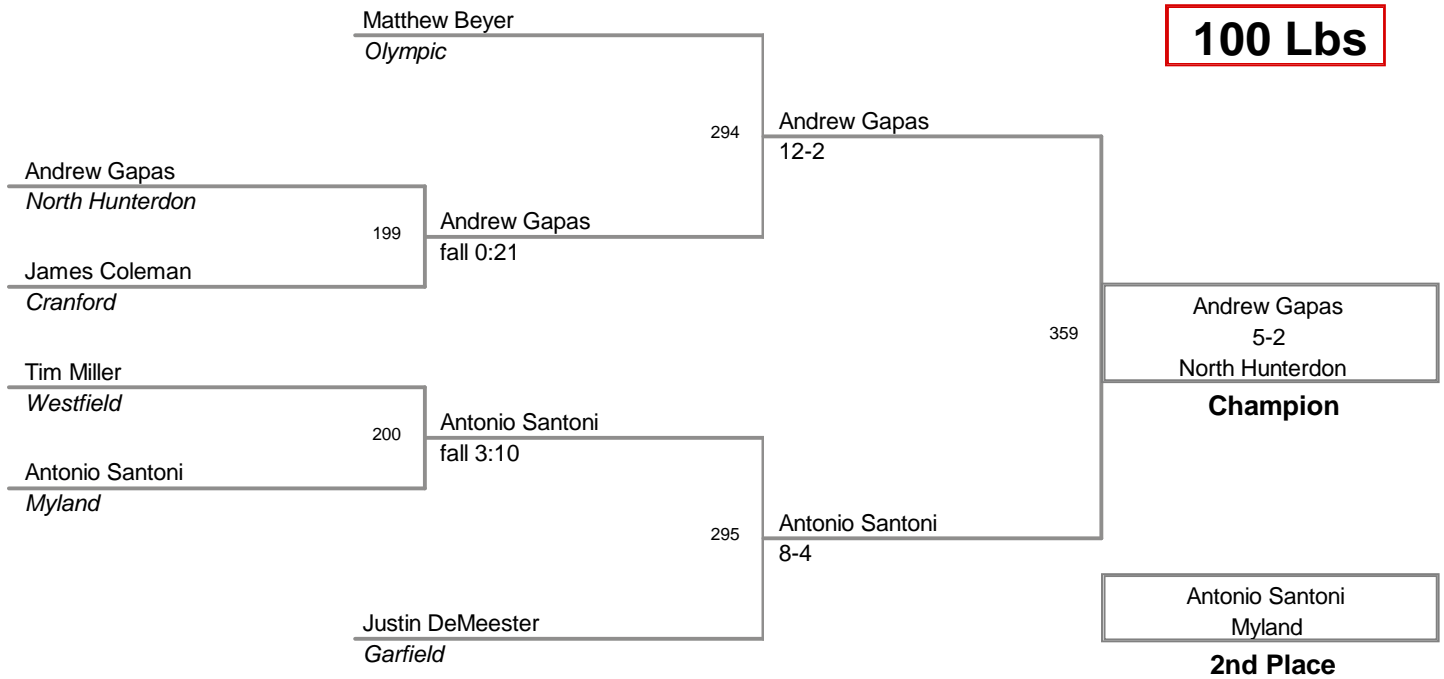 Matthew Beyer
Olympic
100 Lbs
294
Andrew Gapas
12-2
Andrew Gapas
North Hunterdon
199
Andrew Gapas
fall 0:21
James Coleman
Cranford
359
Andrew Gapas
5-2
North Hunterdon
Champion
Tim Miller
Westfield
200
Antonio Santoni
fall 3:10
Antonio Santoni
Myland
295
Antonio Santoni
8-4
Justin DeMeester
Garfield
Antonio Santoni
Myland
2nd Place